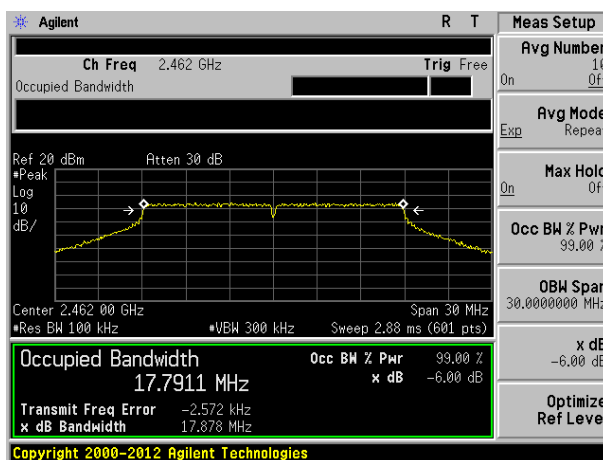 Agilent R T
Meas Setup
Ch Freq 2.462 GHz Trig Free
Occupied Bandwidth
Avg Number
10
On Of
Avg Mode
Exp Repea
Ref 20 dBm Atten 30 dB
#Peak
Log
10
dB/
Max Hold
On Of
Occ BW % Pwr
99.00 %
OBW Span
30.0000000 MHz
Center 2.462 00 GHz Span 30 MHz
#Res BW 100 kHz #VBW 300 kHz Sweep 2.88 ms (601 pts)
x dB
-6.00 dB
Occupied Bandwidth Occ BW % Pwr 99.00 %
17.7911 MHz x dB -6.00 dB
Transmit Freq Error -2.572 kHz
x dB Bandwidth 17.878 MHz
Optimize
Ref Leve
Copyright 2000-2012 Agilent Technologies